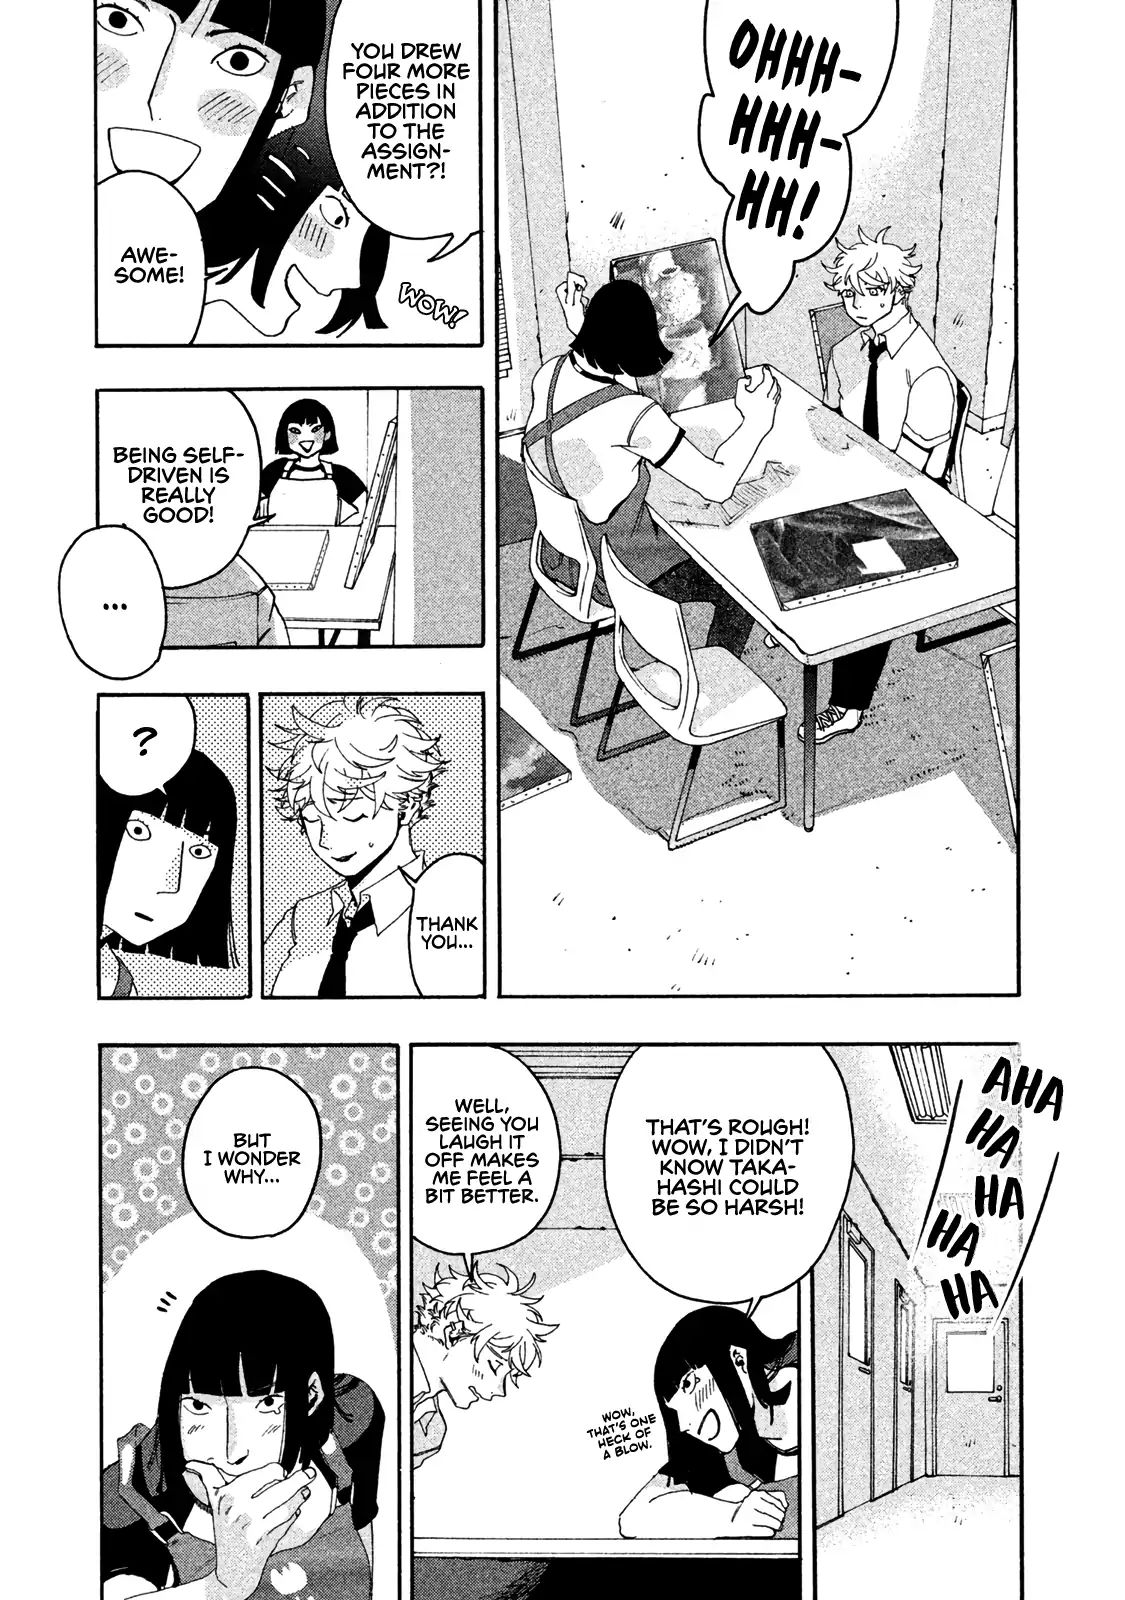 OHHH-
HHH-
HH!
YOU DREW
FOUR MORE
PIECES IN
ADDITION
TO THE
ASSIGN-
MENT?!
AWE-
SOME!
WOW!
BEING SELF-
DRIVEN IS
REALLY
GOOD!
...
THANK
YOU...
?
AHA
HA
HA
HA
HA
THAT'S ROUGH!
WOW, I DIDN'T
KNOW TAKA-
HASHI COULD
BE SO HARSH!
WOW,
THAT'S ONE
HECK OF
A BLOW.
WELL,
SEEING YOU
LAUGH IT
OFF MAKES
ME FEEL A
BIT BETTER.
BUT
I WONDER
WHY...